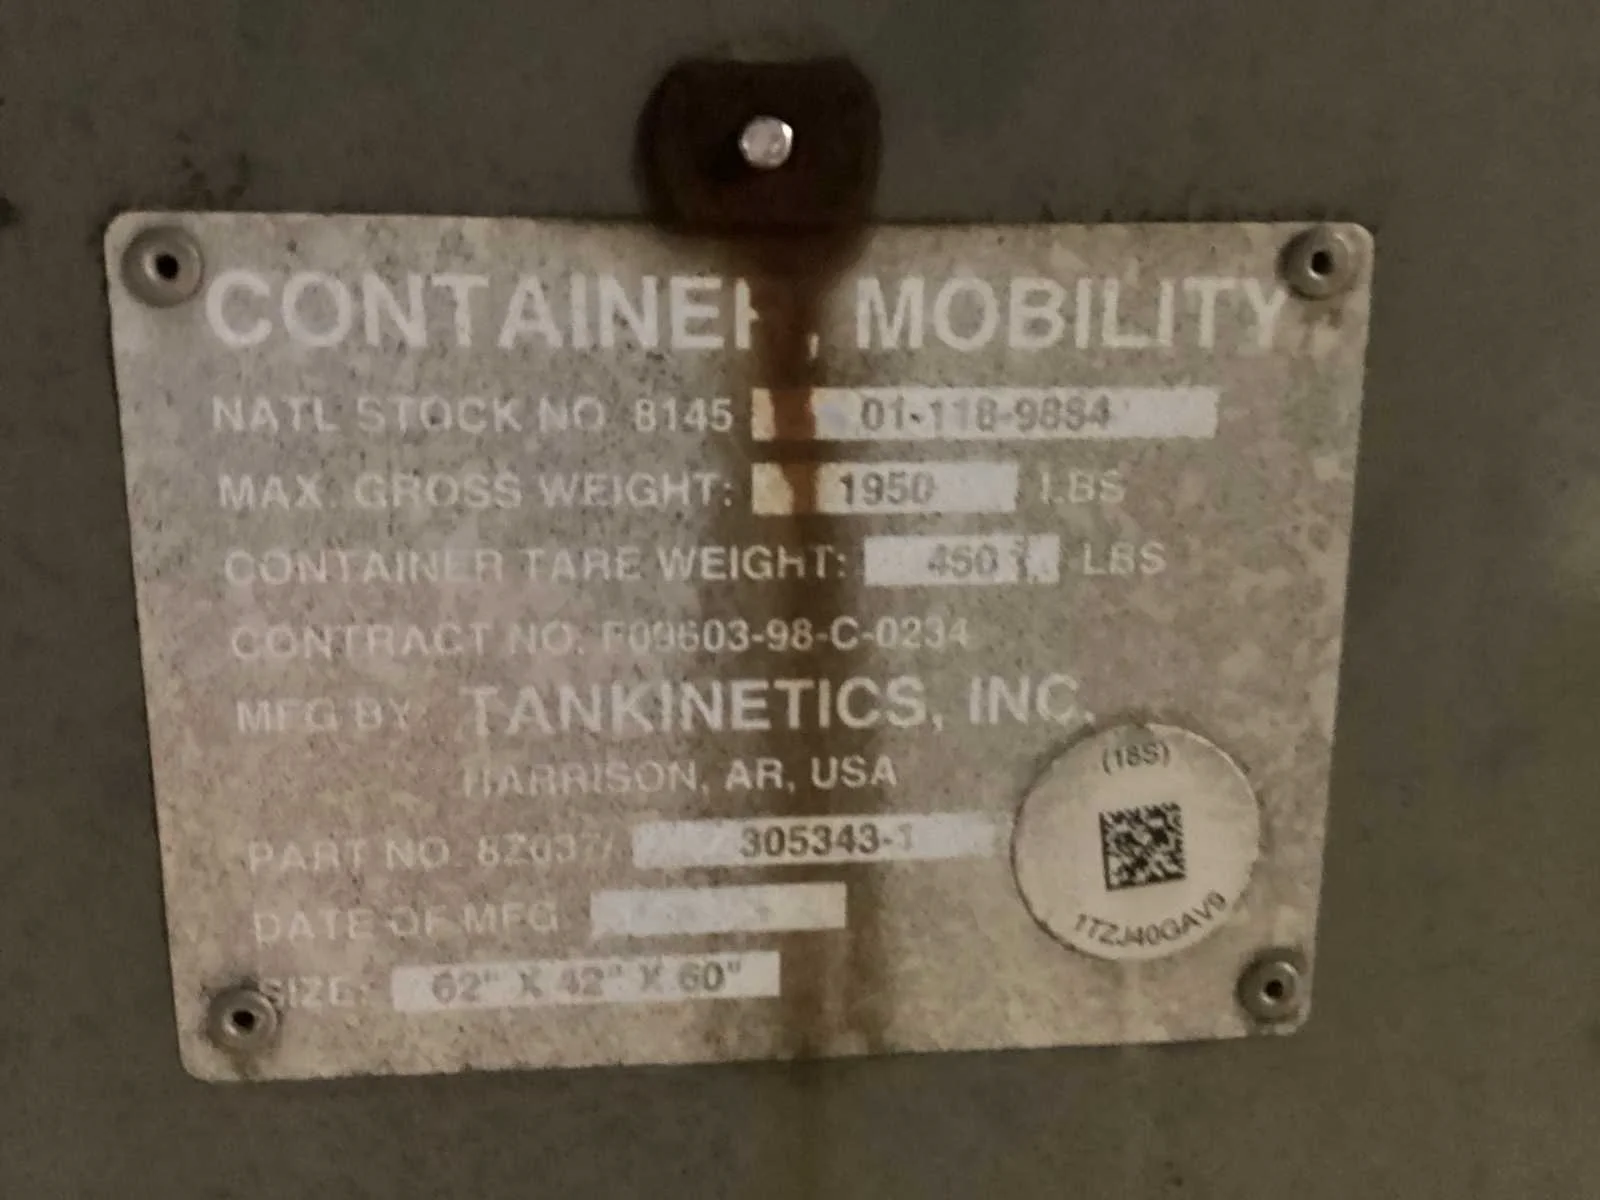 CONTAINER, MOBILITY
NATL STOCK NO. 8145 01-118-9884
MAX. GROSS WEIGHT: 1950 LBS
CONTAINER TARE WEIGHT: 450 LBS
CONTRACT NO. F09603-98-C-0234
MFG BY TANKINETICS, INC.
HARRISON, AR, USA
PART NO. 305343-1
DATE OF MFG
SIZE: 62" X 42" X 60"
(18S)
1TZJ40GAV9